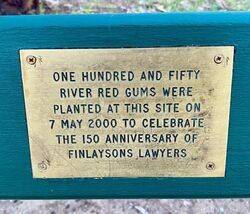 ONE HUNDRED AND FIFTY
RIVER RED GUMS WERE
PLANTED AT THIS SITE ON
7 MAY 2000 TO CELEBRATE
THE 150 ANNIVERSARY OF
FINLAYSONS LAWYERS